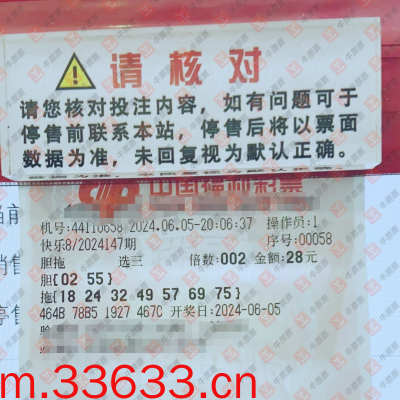 请核对
请您核对投注内容，如有问题可于
停售前联系本站，停售后将以票面
数据为准，未回复视为默认正确。
中国福利彩票
机号:44110658 2024.06.05-20:06:37 操作员:1
快乐8/2024147期 序号:00058
胆拖 选三 倍数:002 金额:28元
胆{02 55}
拖{18 24 32 49 57 69 75}
464B 78B5 1927 467C 开奖日:2024-06-05
m.33633.cn